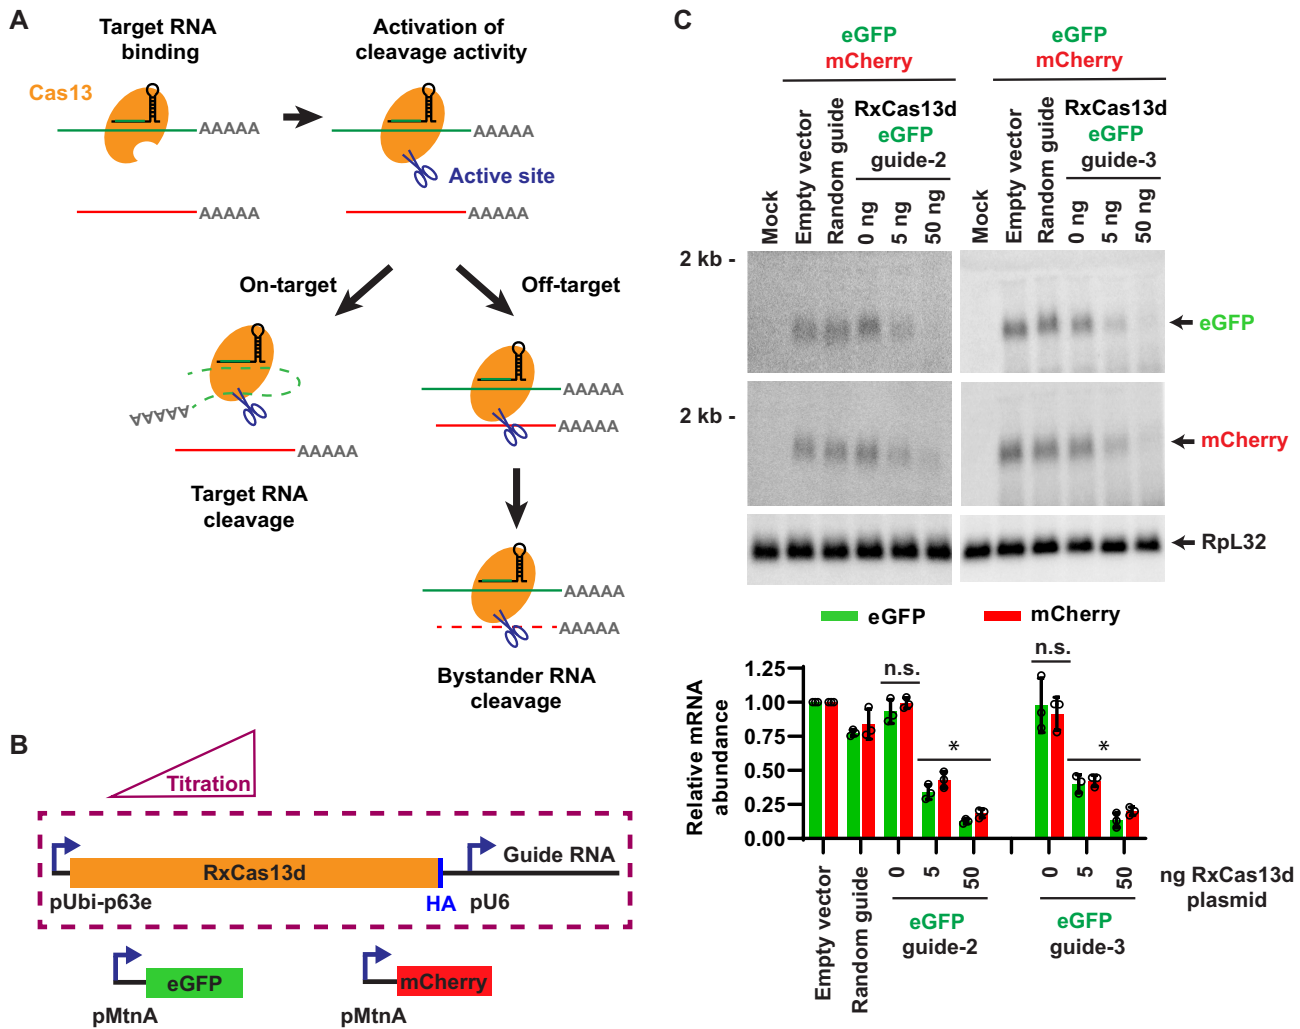 A
Target RNA
binding
Activation of
cleavage activity
Cas13
AAAAA
AAAAA
Active site
AAAAA
AAAAA
On-target
Off-target
AAAAA
AAAAA
AAAAA
AAAAA
Target RNA
cleavage
AAAAA
AAAAA
Bystander RNA
cleavage
B
Titration
RxCas13d
Guide RNA
pUbi-p63e
HA
pU6
eGFP
mCherry
pMtnA
pMtnA
C
eGFP
mCherry
Mock
Empty vector
Random guide
RxCas13d
eGFP
guide-2
0 ng
5 ng
50 ng
eGFP
mCherry
Mock
Empty vector
Random guide
RxCas13d
eGFP
guide-3
0 ng
5 ng
50 ng
2 kb -
eGFP
2 kb -
mCherry
RpL32
eGFP
mCherry
Relative mRNA
abundance
1.25
1.00
0.75
0.50
0.25
0.00
n.s.
*
n.s.
*
Empty vector
Random guide
0
5
50
0
5
50
ng RxCas13d
plasmid
eGFP
guide-2
eGFP
guide-3